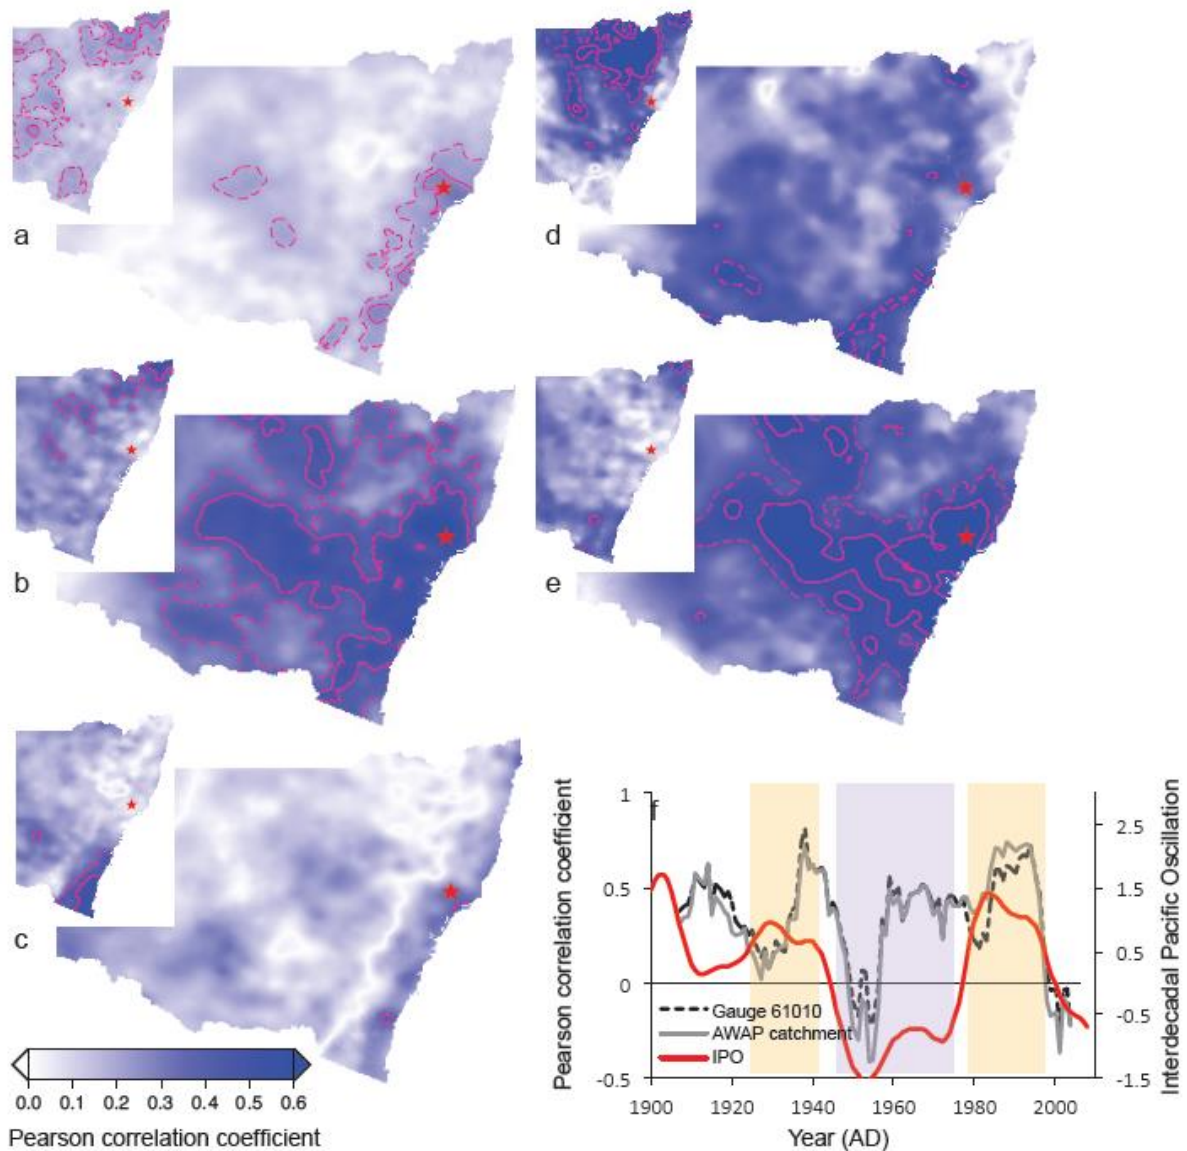 a
d
b
e
c
0.0 0.1 0.2 0.3 0.4 0.5 0.6
Pearson correlation coefficient
f
Pearson correlation coeffident
1
0.5
0
-0.5
Gauge 61010
AWAP catchment
IPO
2.5
1.5
0.5
-0.5
-1.5
Interdecadal Pacific Oscillation
1900 1920 1940 1960 1980 2000
Year (AD)